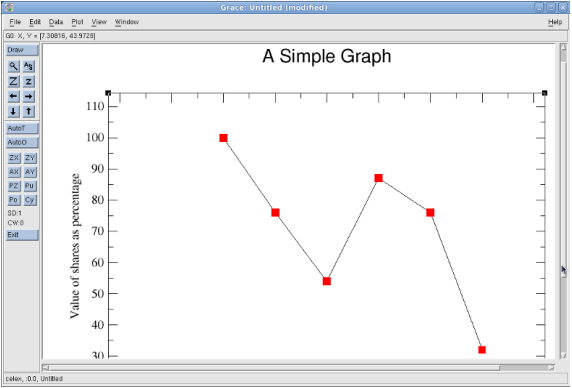 Grace: Untitled (modified)
File Edit Data Plot View Window Help
G0: X, Y = [7.30816, 43.9728]
Draw
A Simple Graph
Z z
AutoT
AutoO
ZX ZY
AX AY
PZ Pu
Po Cy
SD:1
CW:0
Exit
110
100
90
80
70
60
50
40
30
Value of shares as percentage
celex, :0.0, Untitled